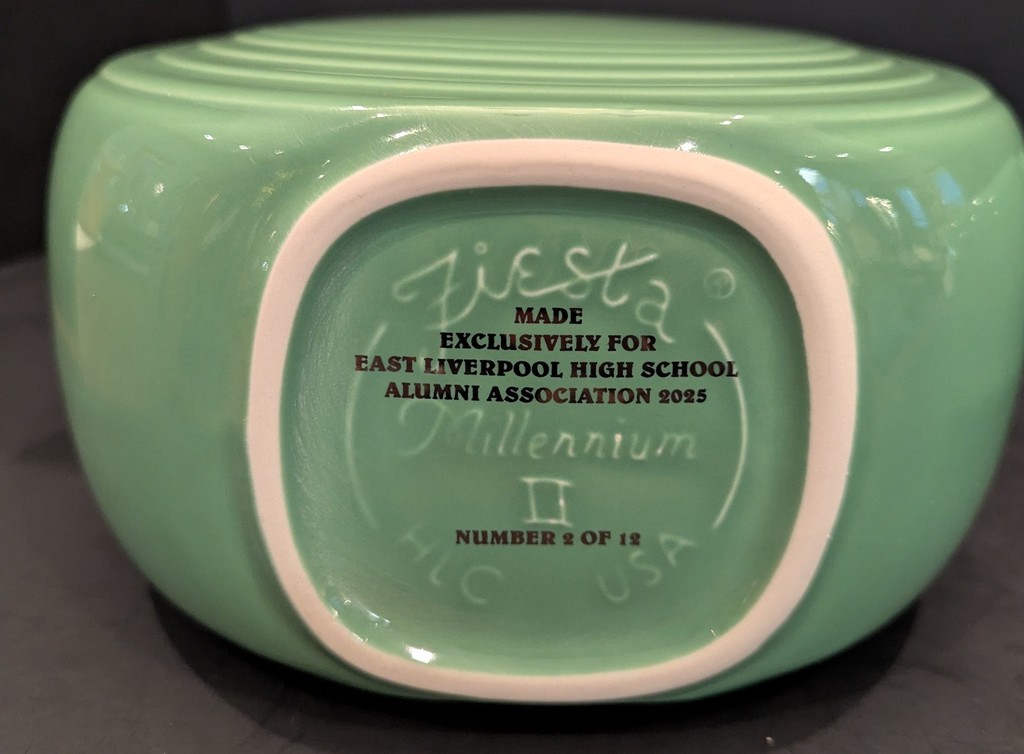 Fiesta ®
MADE
EXCLUSIVELY FOR
EAST LIVERPOOL HIGH SCHOOL
ALUMNI ASSOCIATION 2025
Millennium
II
NUMBER 2 OF 12
HLC USA